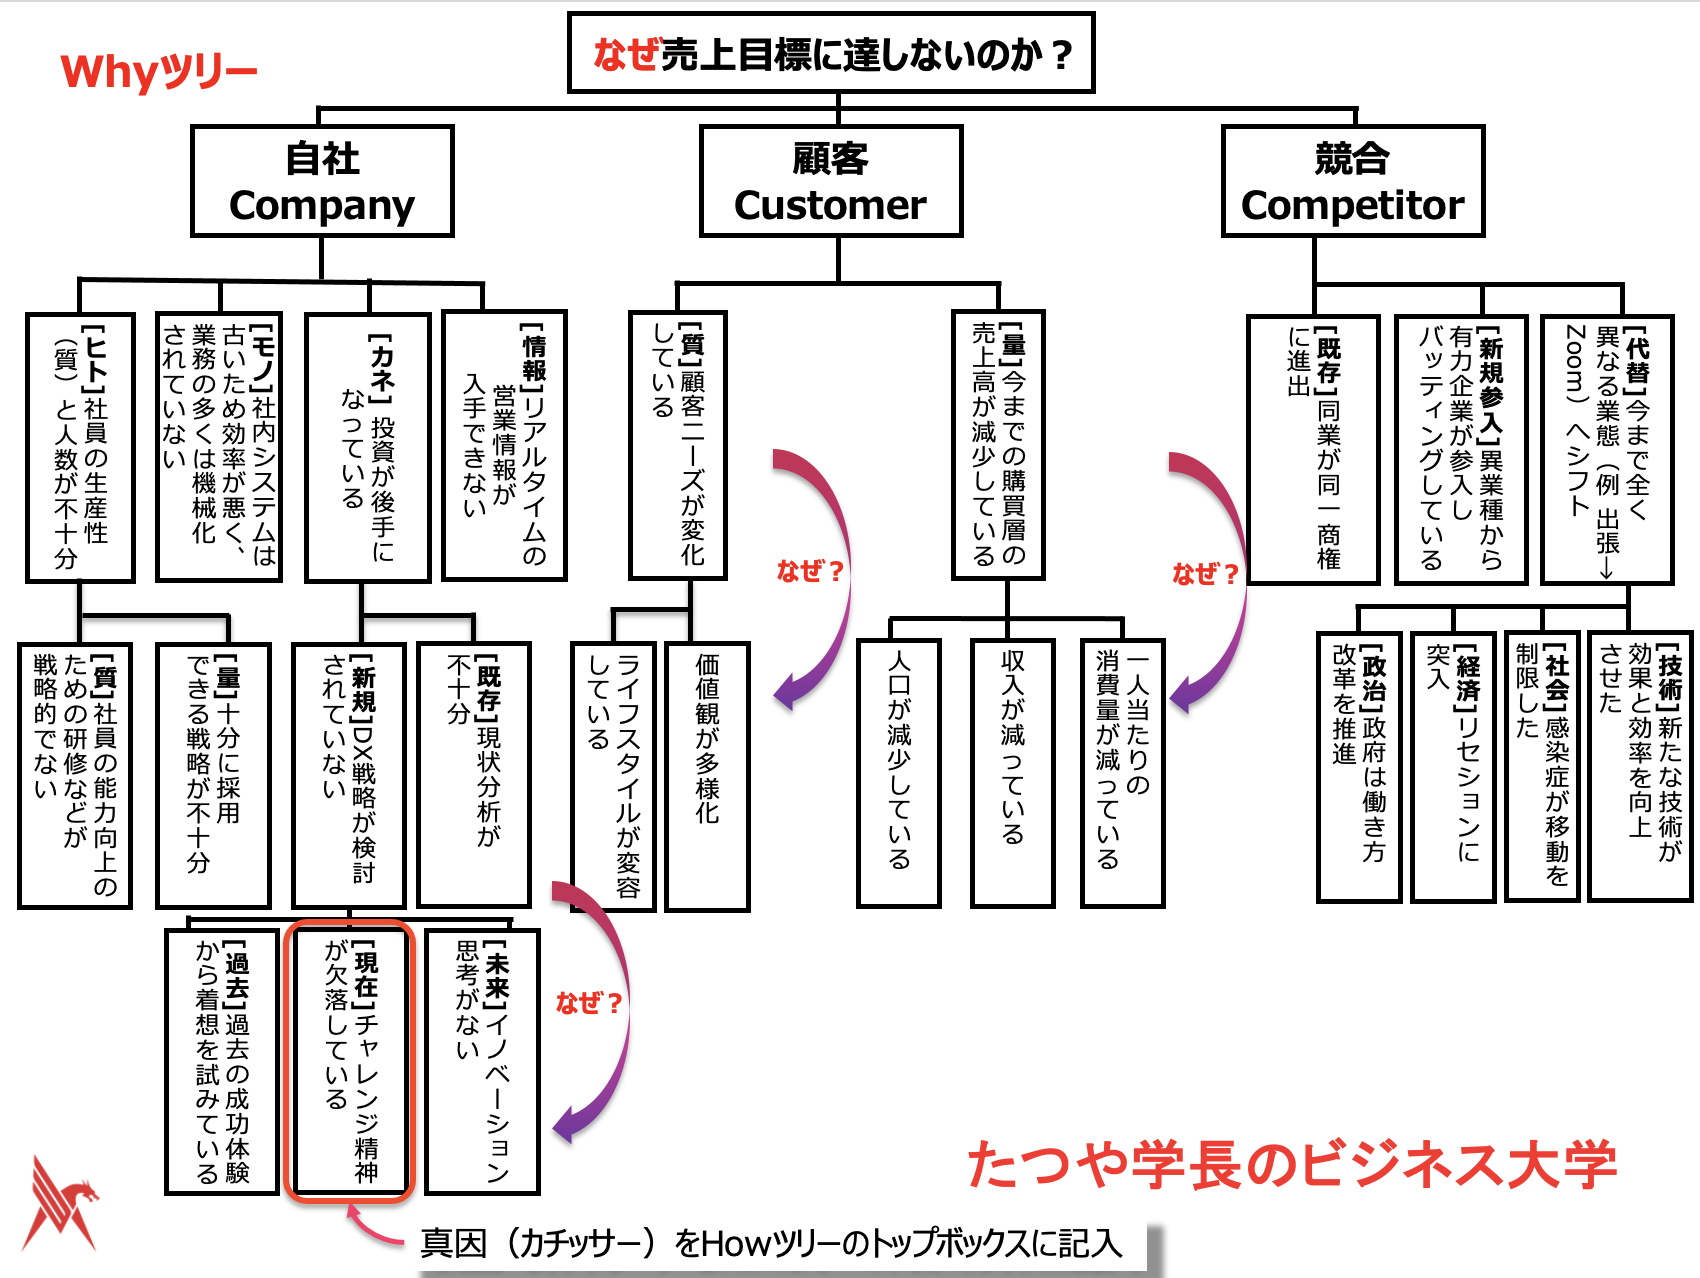 Whyツリー
なぜ売上目標に達しないのか？
自社
Company
顧客
Customer
競合
Competitor
[ヒト]社員の生産性
（質）と人数が不十分
[モノ]社内システムは
古いため効率が悪く、
業務の多くは機械化
されていない
[カネ]投資が後手に
なっている
[情報]リアルタイムの
営業情報が
入手できない
[質]顧客ニーズが変化
している
[量]今までの購買層の
売上高が減少している
[既存]同業が同一商権
に進出
[新規参入]異業種から
有力企業が参入し
バッティングしている
[代替]今まで全く
異なる業態（例 出張→
Zoom）へシフト
なぜ？
なぜ？
[質]社員の能力向上の
ための研修などが
戦略的でない
[量]十分に採用
できる戦略が不十分
[新規]DX戦略が検討
されていない
[既存]現状分析が
不十分
ライフスタイルが変容
している
価値観が多様化
人口が減少している
収入が減っている
一人当たりの
消費量が減っている
[政治]政府は働き方
改革を推進
[経済]リセションに
突入
[社会]感染症が移動を
制限した
[技術]新たな技術が
効果と効率を向上
させた
[過去]過去の成功体験
から着想を試みている
[現在]チャレンジ精神
が欠落している
[未来]イノベーション
思考がない
なぜ？
たつや学長のビジネス大学
真因（カチッサー）をHowツリーのトップボックスに記入